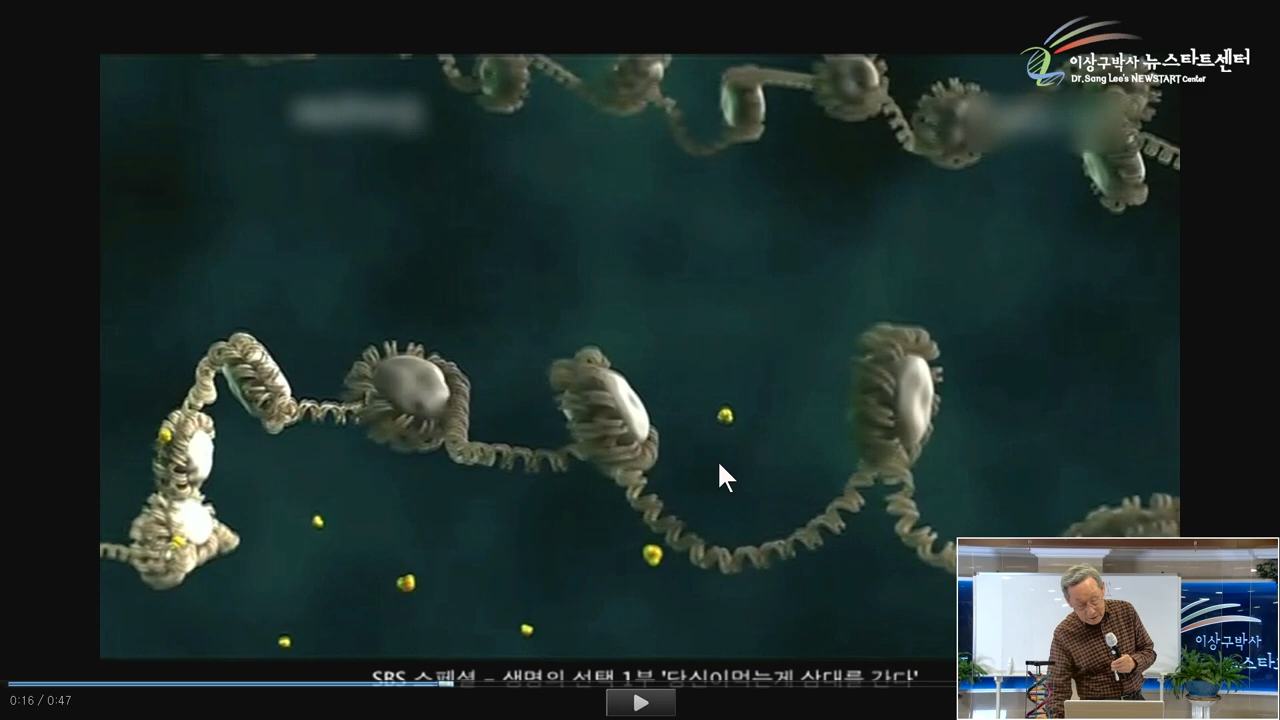 이상구박사 뉴스타트센터
Dr.Sang Lee's NEWSTART Center
SBS 스페셜 - 생명의 선택 1부 '당신이먹는게 삼대를 간다'
0:16 / 0:47
이상구박사